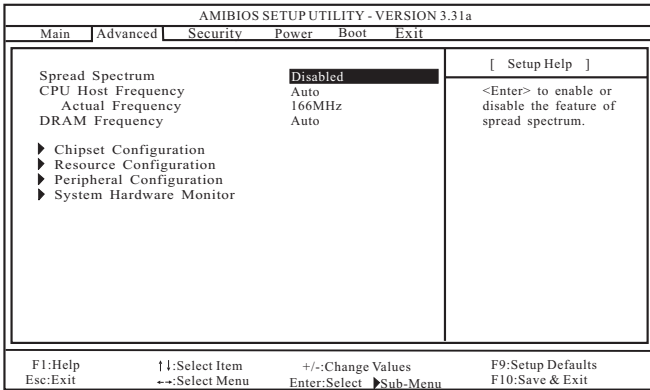 AMIBIOS SETUP UTILITY - VERSION 3.31a
Main Advanced Security Power Boot Exit
[ Setup Help ]
Spread Spectrum Disabled
CPU Host Frequency Auto
Actual Frequency 166MHz
DRAM Frequency Auto
Chipset Configuration
Resource Configuration
Peripheral Configuration
System Hardware Monitor
<Enter> to enable or
disable the feature of
spread spectrum.
F1:Help ↑↓:Select Item +/-:Change Values F9:Setup Defaults
Esc:Exit ←→:Select Menu Enter:Select ▶Sub-Menu F10:Save & Exit